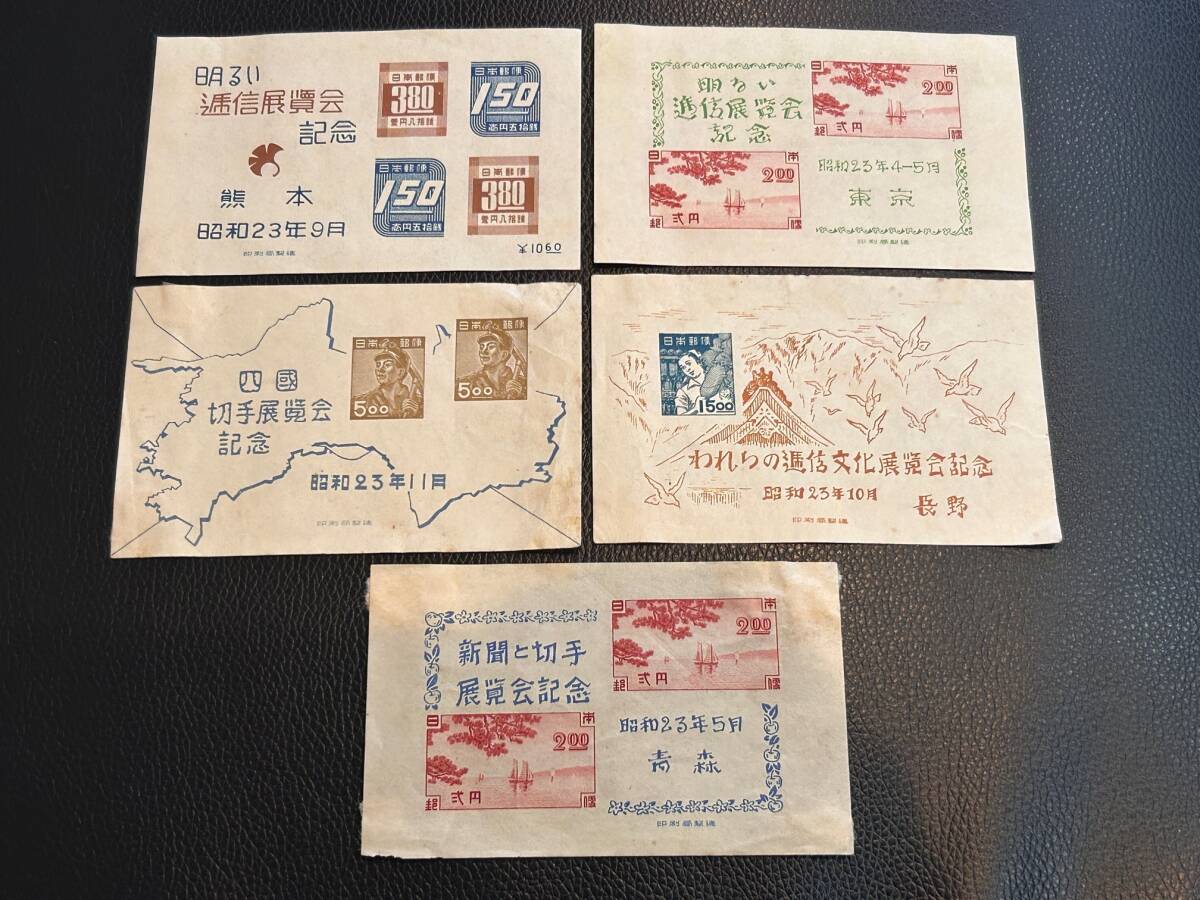 明るい
逓信展覧会
記念
熊本
昭和23年9月
日本郵便
380
壹円八拾銭
日本郵便
150
壱円五拾銭
日本郵便
150
壱円五拾銭
日本郵便
380
壹円八拾銭
¥1060
印刷局製造
明るい
逓信展覧会
記念
日本
2.00
弐円
郵便
日本
2.00
弐円
郵便
昭和23年4-5月
東京
印刷局製造
四國
切手展覧会
記念
日本郵便
5.00
日本郵便
5.00
昭和23年11月
印刷局製造
日本郵便
15.00
われらの逓信文化展覧会記念
昭和23年10月 長野
印刷局製造
新聞と切手
展覧会記念
日本
2.00
弐円
郵便
日本
2.00
弐円
郵便
昭和23年5月
青森
印刷局製造